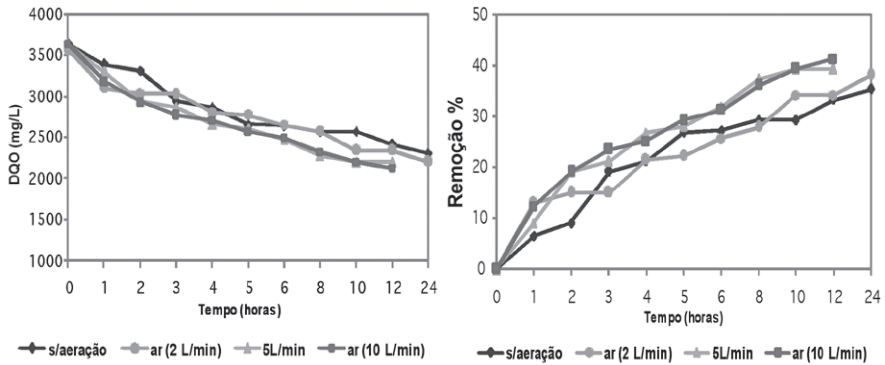 4000
3500
3000
2500
2000
1500
1000
DQO (mg/L)
0 1 2 3 4 5 6 8 10 12 24
Tempo (horas)
s/aeração ar (2 L/min) 5L/min ar (10 L/min)
50
40
30
20
10
0
Remoção %
0 1 2 3 4 5 6 8 10 12 24
Tempo (horas)
s/aeração ar (2 L/min) 5L/min ar (10 L/min)